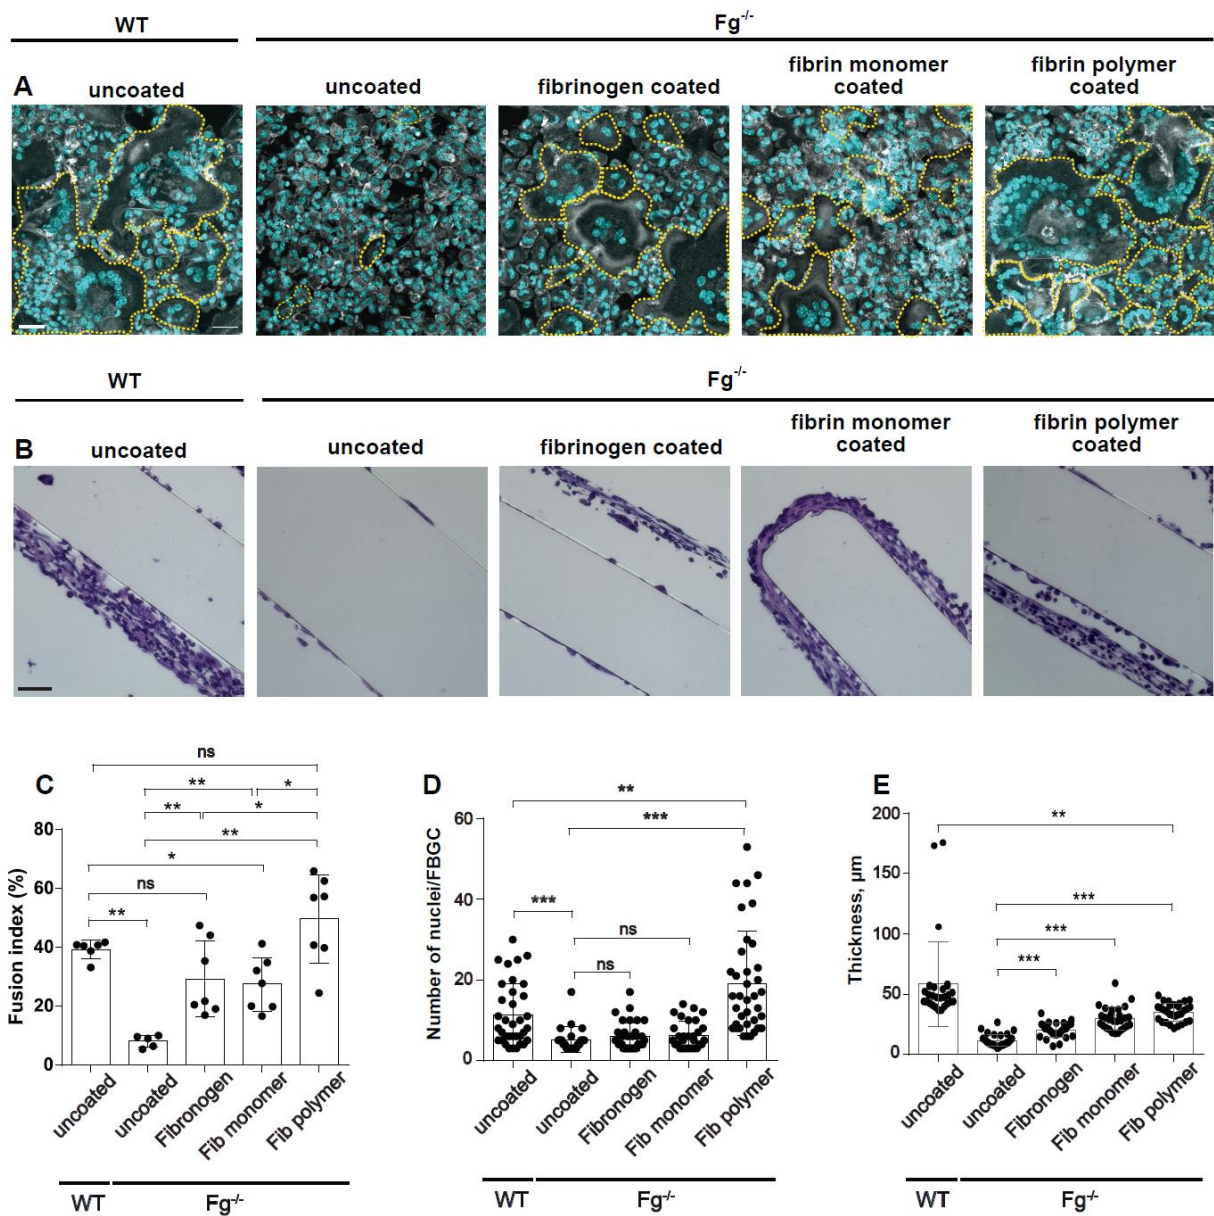 WT
Fg-/-
A
uncoated
uncoated
fibrinogen coated
fibrin monomer
coated
fibrin polymer
coated
WT
Fg-/-
B
uncoated
uncoated
fibrinogen coated
fibrin monomer
coated
fibrin polymer
coated
C
ns
**
*
**
*
**
*
ns
**
Fusion index (%)
80
60
40
20
0
uncoated
uncoated
Fibronogen
Fib monomer
Fib polymer
WT
Fg-/-
D
**
***
***
ns
ns
Number of nuclei/FBGC
60
40
20
0
uncoated
uncoated
Fibronogen
Fib monomer
Fib polymer
WT
Fg-/-
E
**
***
***
***
Thickness, µm
200
150
100
50
0
uncoated
uncoated
Fibronogen
Fib monomer
Fib polymer
WT
Fg-/-